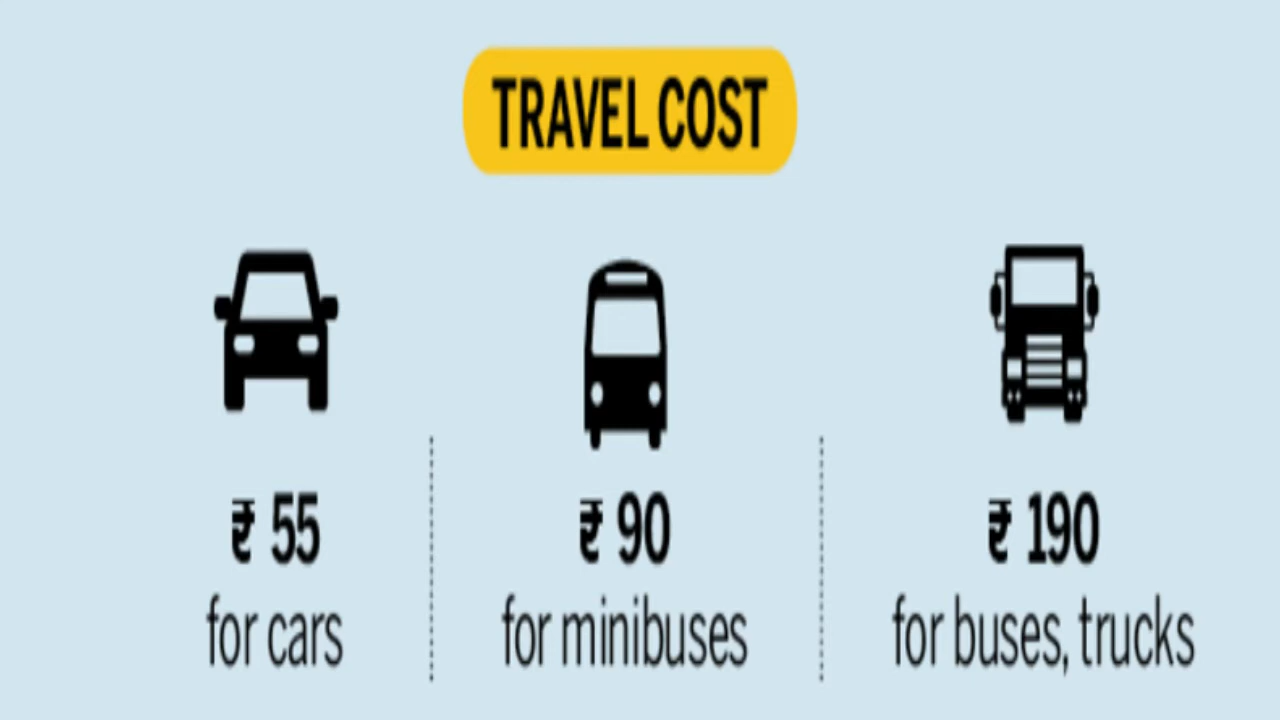 TRAVEL COST
₹ 55
for cars
₹ 90
for minibuses
₹ 190
for buses, trucks